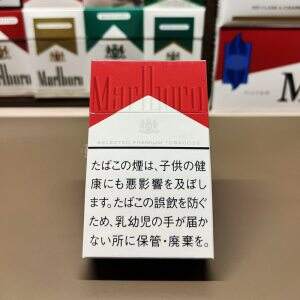 Marlboro
Marlboro
SELECTED PREMIUM TOBACCOS
たばこの煙は、子供の健
康にも悪影響を及ぼし
ます。たばこの誤飲を防ぐ
ため、乳幼児の手が届か
ない所に保管・廃棄を。